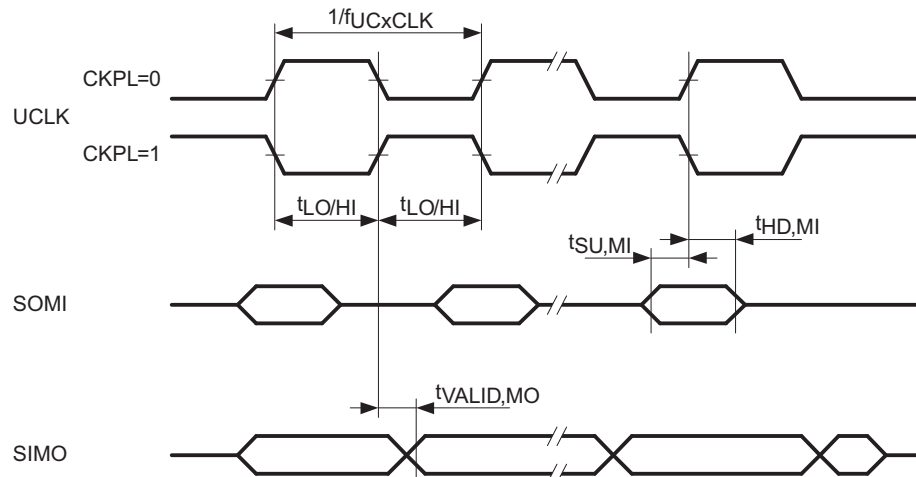 1/fUCxCLK
CKPL=0
UCLK
CKPL=1
tLO/HI tLO/HI
tHD,MI
tSU,MI
SOMI
tVALID,MO
SIMO